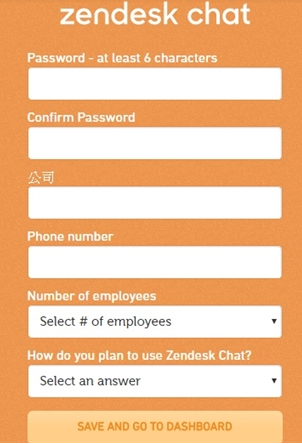 zendesk chat
Password - at least 6 characters
Confirm Password
公司
Phone number
Number of employees
Select # of employees
How do you plan to use Zendesk Chat?
Select an answer
SAVE AND GO TO DASHBOARD